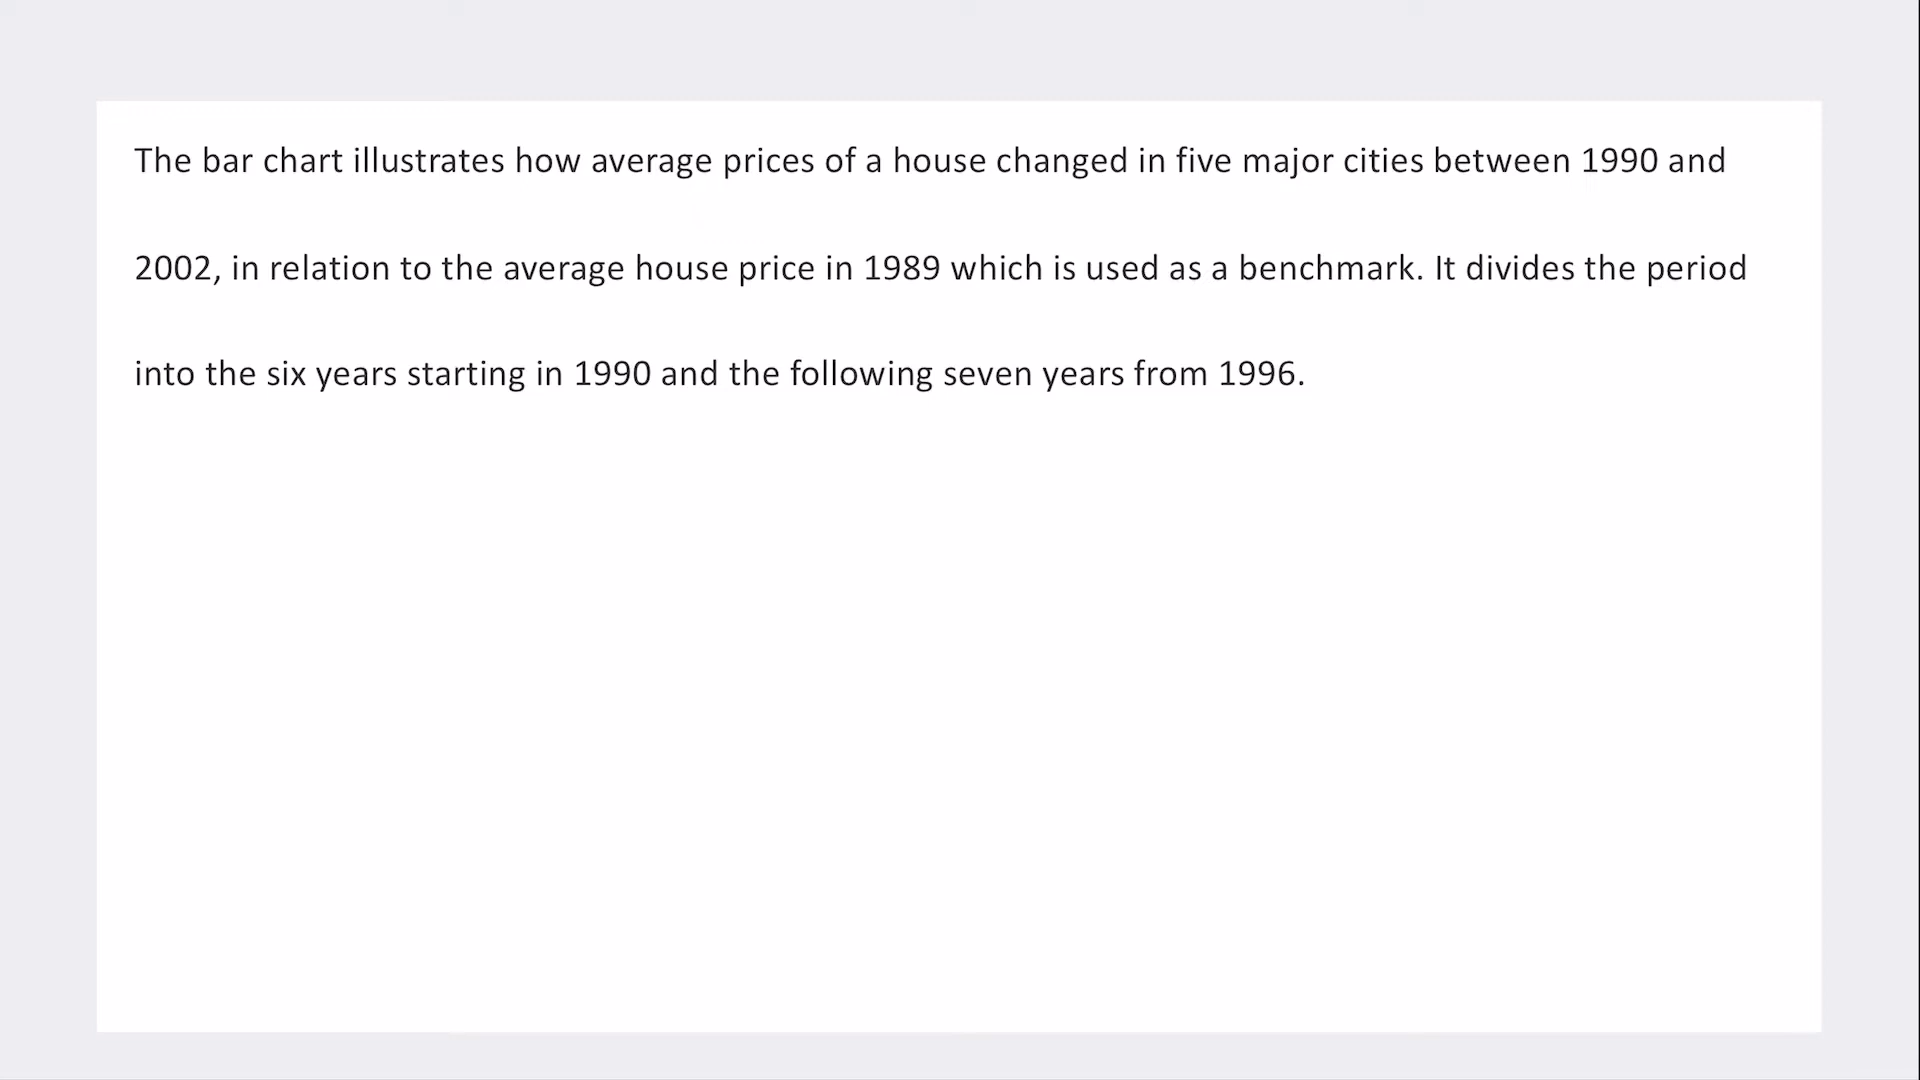 The bar chart illustrates how average prices of a house changed in five major cities between 1990 and
2002, in relation to the average house price in 1989 which is used as a benchmark. It divides the period
into the six years starting in 1990 and the following seven years from 1996.